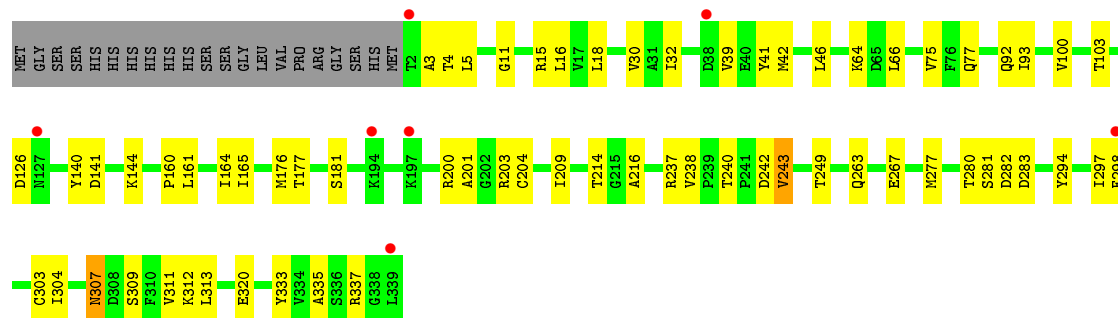 MET GLY SER SER HIS HIS HIS HIS HIS HIS SER SER GLY LEU VAL PRO ARG GLY SER HIS MET T2 A3 T4 L5 G11 R15 L16 V17 L18 V30 A31 I32 D38 V39 E40 Y41 M42 L46 K64 D65 L66 V75 F76 Q77 Q92 I93 V100 T103
D126 N127 Y140 D141 K144 P160 L161 I164 I165 M176 T177 S181 K194 K197 R200 A201 G202 R203 C204 I209 T214 G215 A216 R237 V238 P239 T240 P241 D242 V243 T249 Q263 E267 M277 T280 S281 D282 D283 Y294 I297 E298
C303 I304 N307 D308 S309 F310 V311 K312 L313 E320 Y333 V334 A335 S336 R337 G338 L339